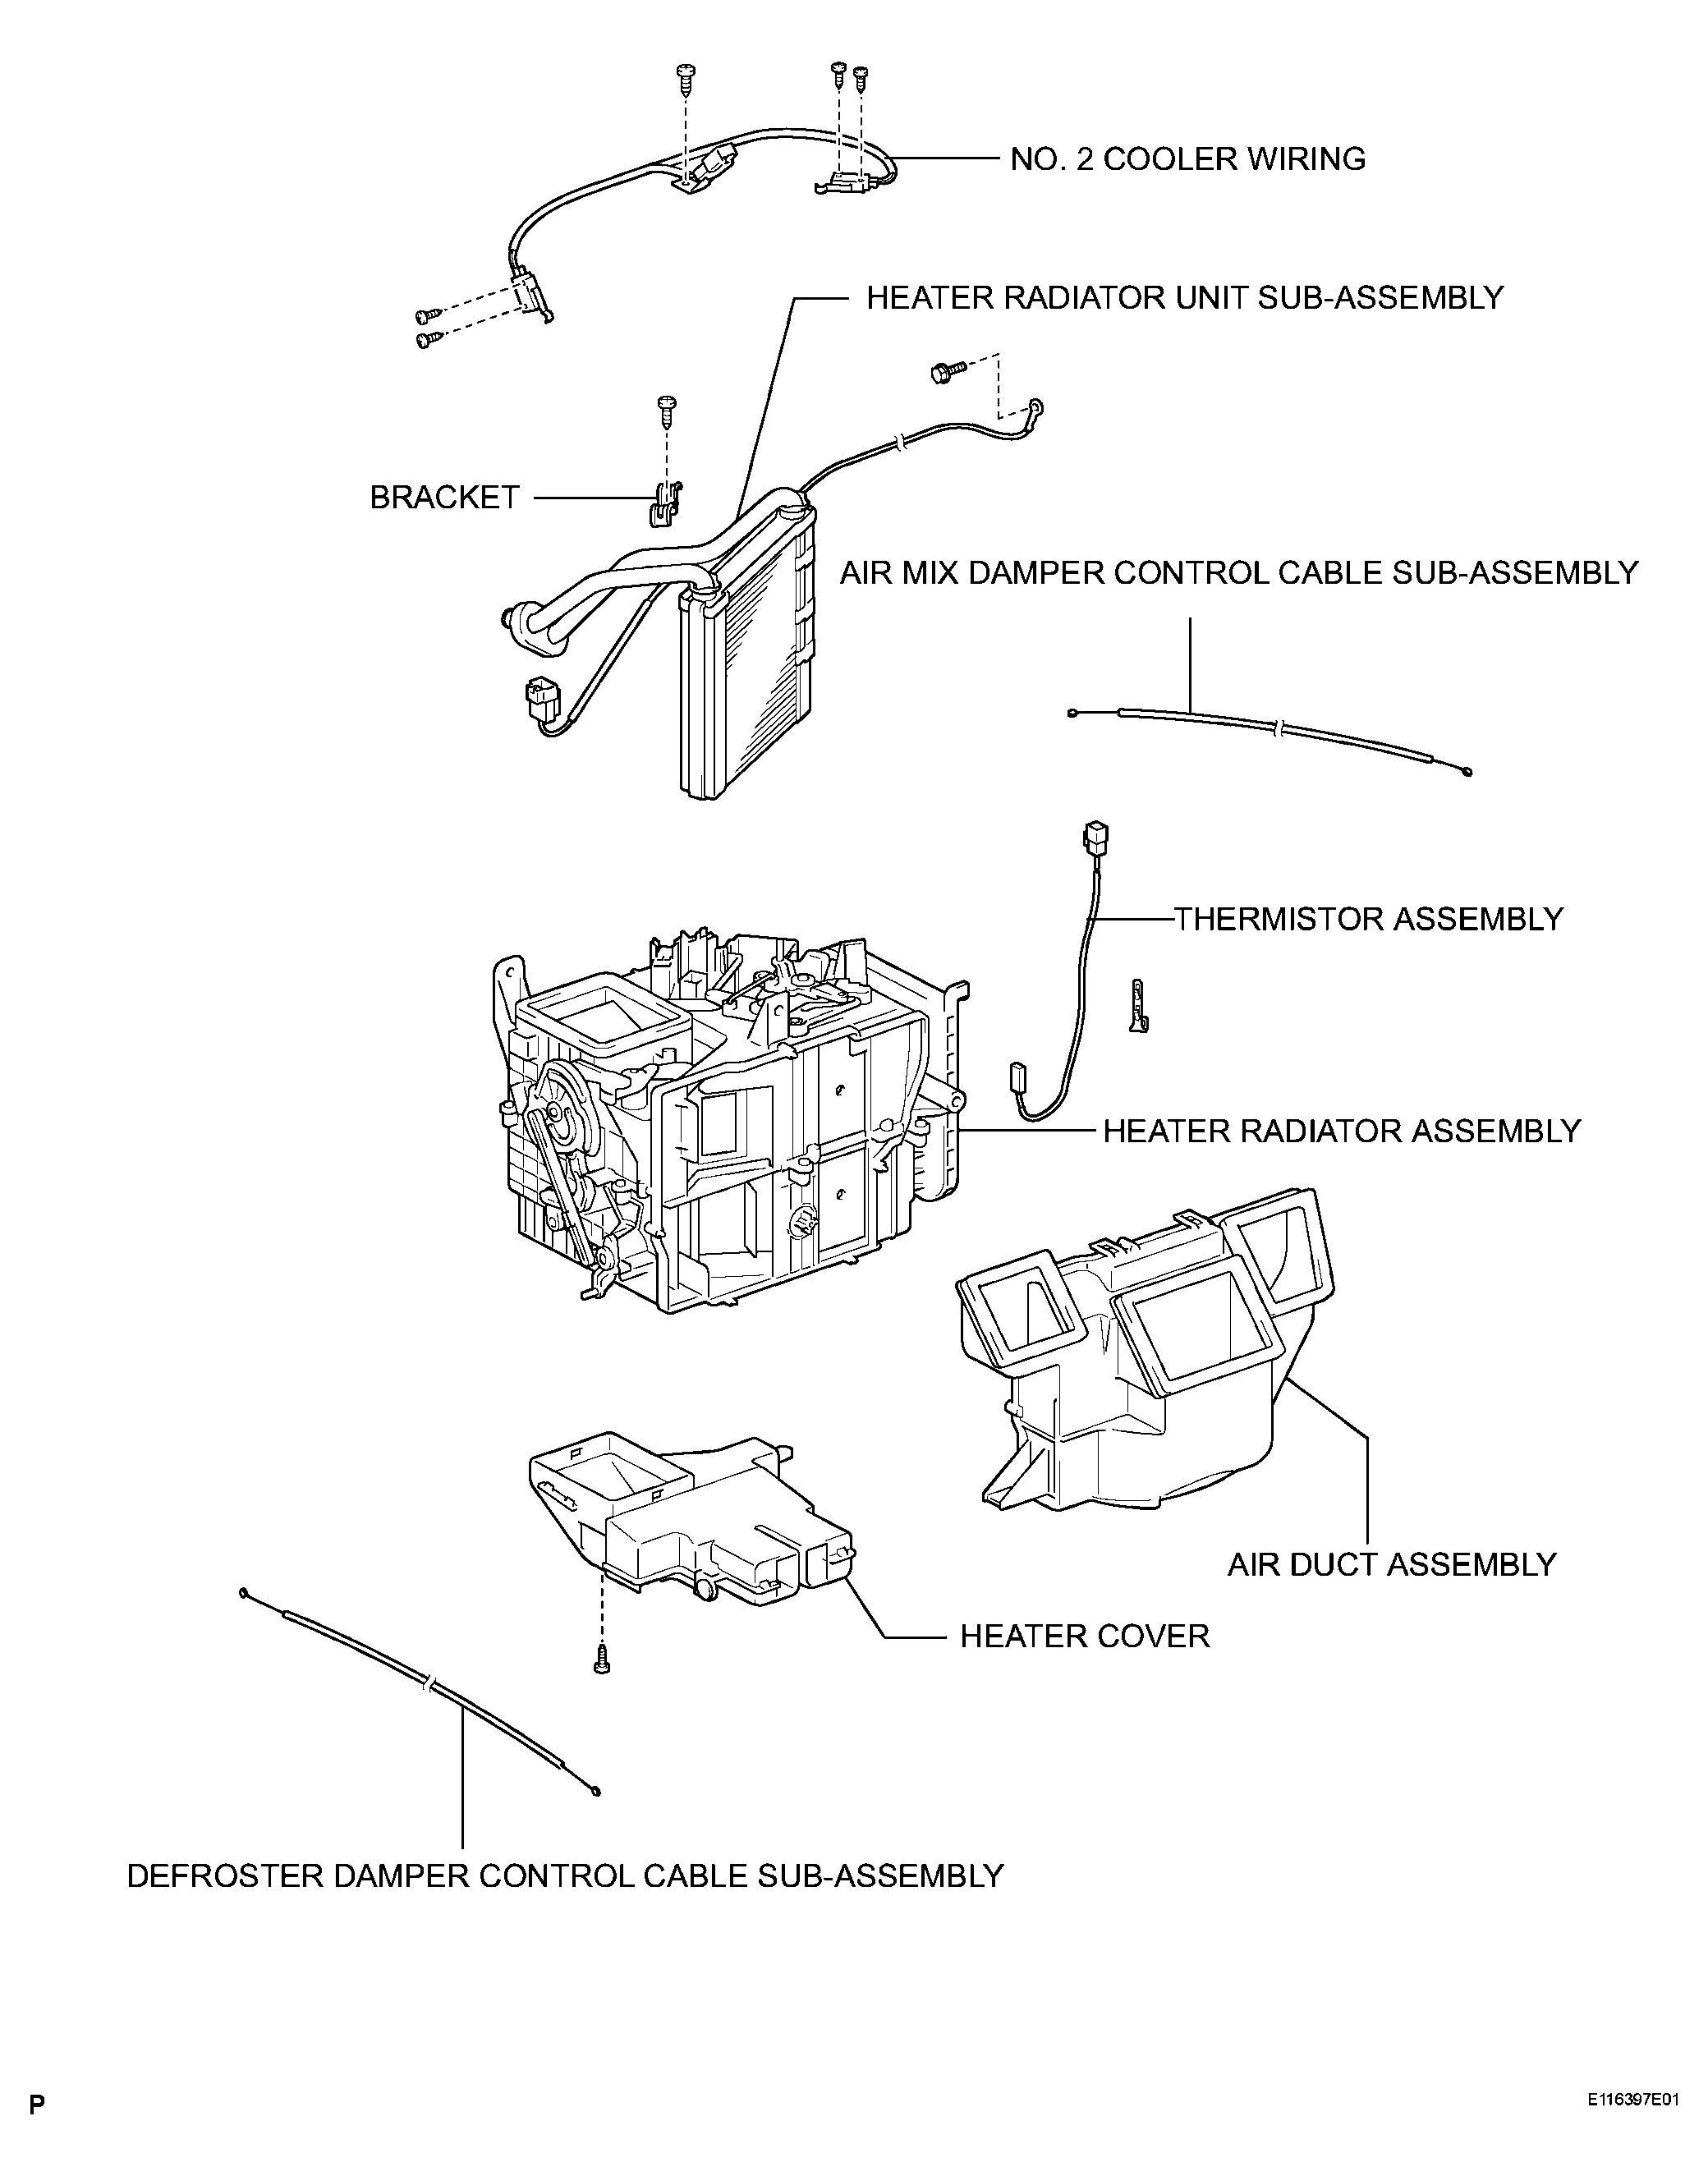 NO. 2 COOLER WIRING
HEATER RADIATOR UNIT SUB-ASSEMBLY
BRACKET
AIR MIX DAMPER CONTROL CABLE SUB-ASSEMBLY
THERMISTOR ASSEMBLY
HEATER RADIATOR ASSEMBLY
AIR DUCT ASSEMBLY
HEATER COVER
DEFROSTER DAMPER CONTROL CABLE SUB-ASSEMBLY
P
E116397E01